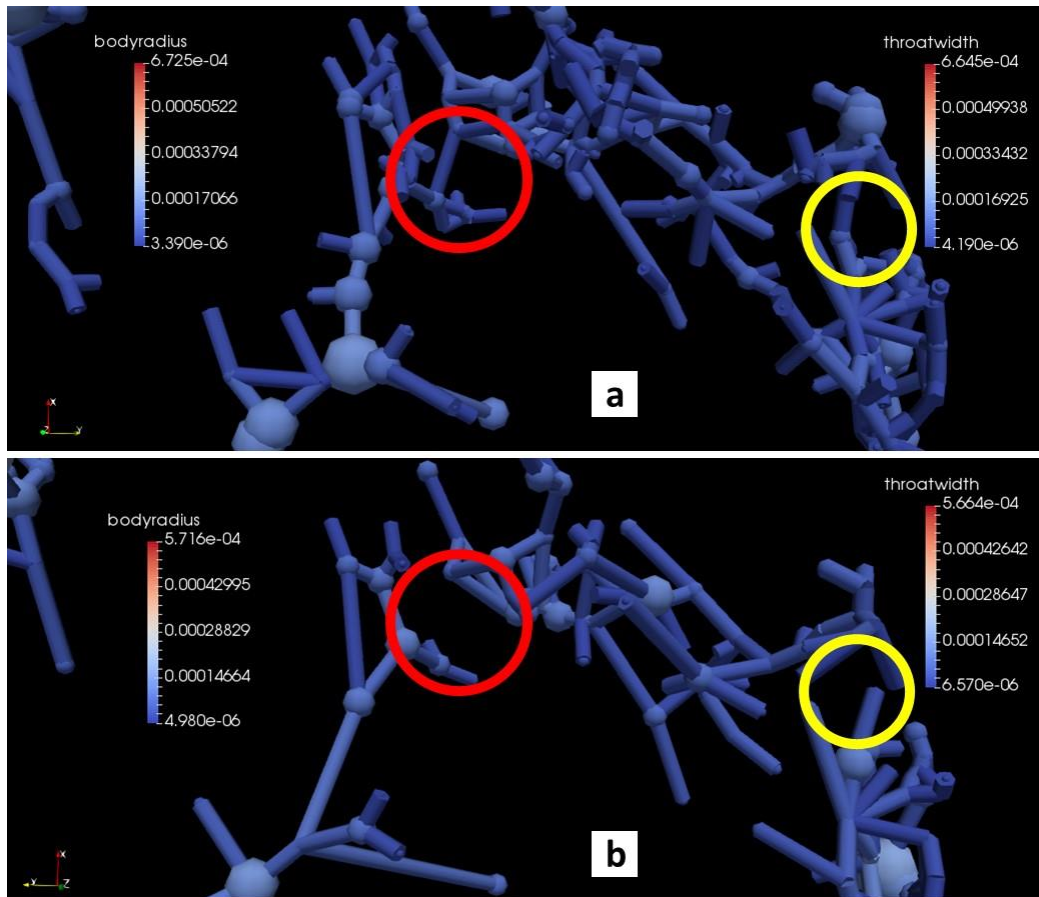 bodyradius
6.725e-04
0.00050522
0.00033794
0.00017066
3.390e-06
throatwidth
6.645e-04
0.00049938
0.00033432
0.00016925
4.190e-06
a
X
Z
Y
bodyradius
5.716e-04
0.00042995
0.00028829
0.00014664
4.980e-06
throatwidth
5.664e-04
0.00042642
0.00028647
0.00014652
6.570e-06
b
X
Y
Z